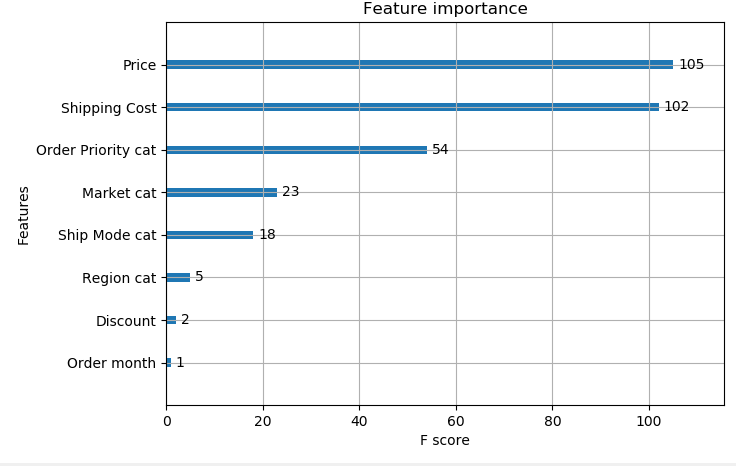 Feature importance
Price
105
Shipping Cost
102
Order Priority cat
54
Market cat
23
Ship Mode cat
18
Region cat
5
Discount
2
Order month
1
Features
0 20 40 60 80 100
F score